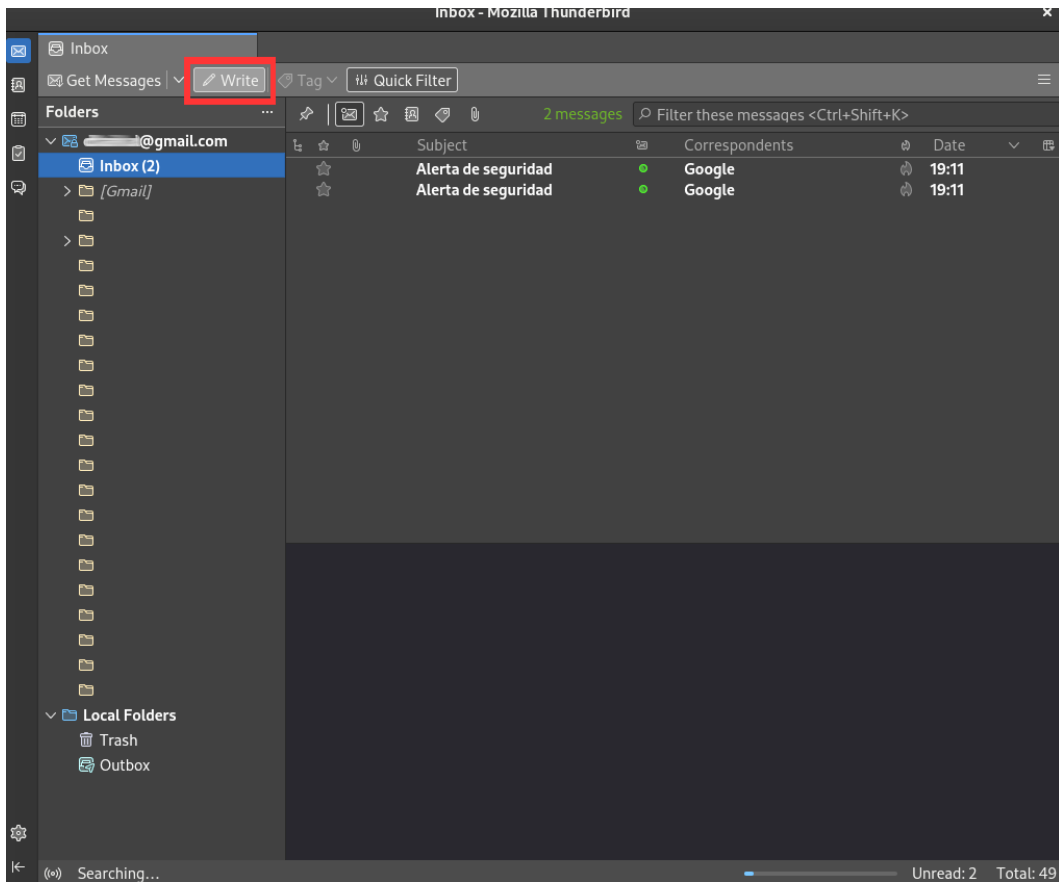 Inbox - Mozilla Thunderbird
Inbox
Get Messages Write Tag Quick Filter
Folders
2 messages Filter these messages <Ctrl+Shift+K>
@gmail.com
Subject Correspondents Date
Inbox (2)
Alerta de seguridad Google 19:11
[Gmail]
Alerta de seguridad Google 19:11
Local Folders
Trash
Outbox
Searching... Unread: 2 Total: 49